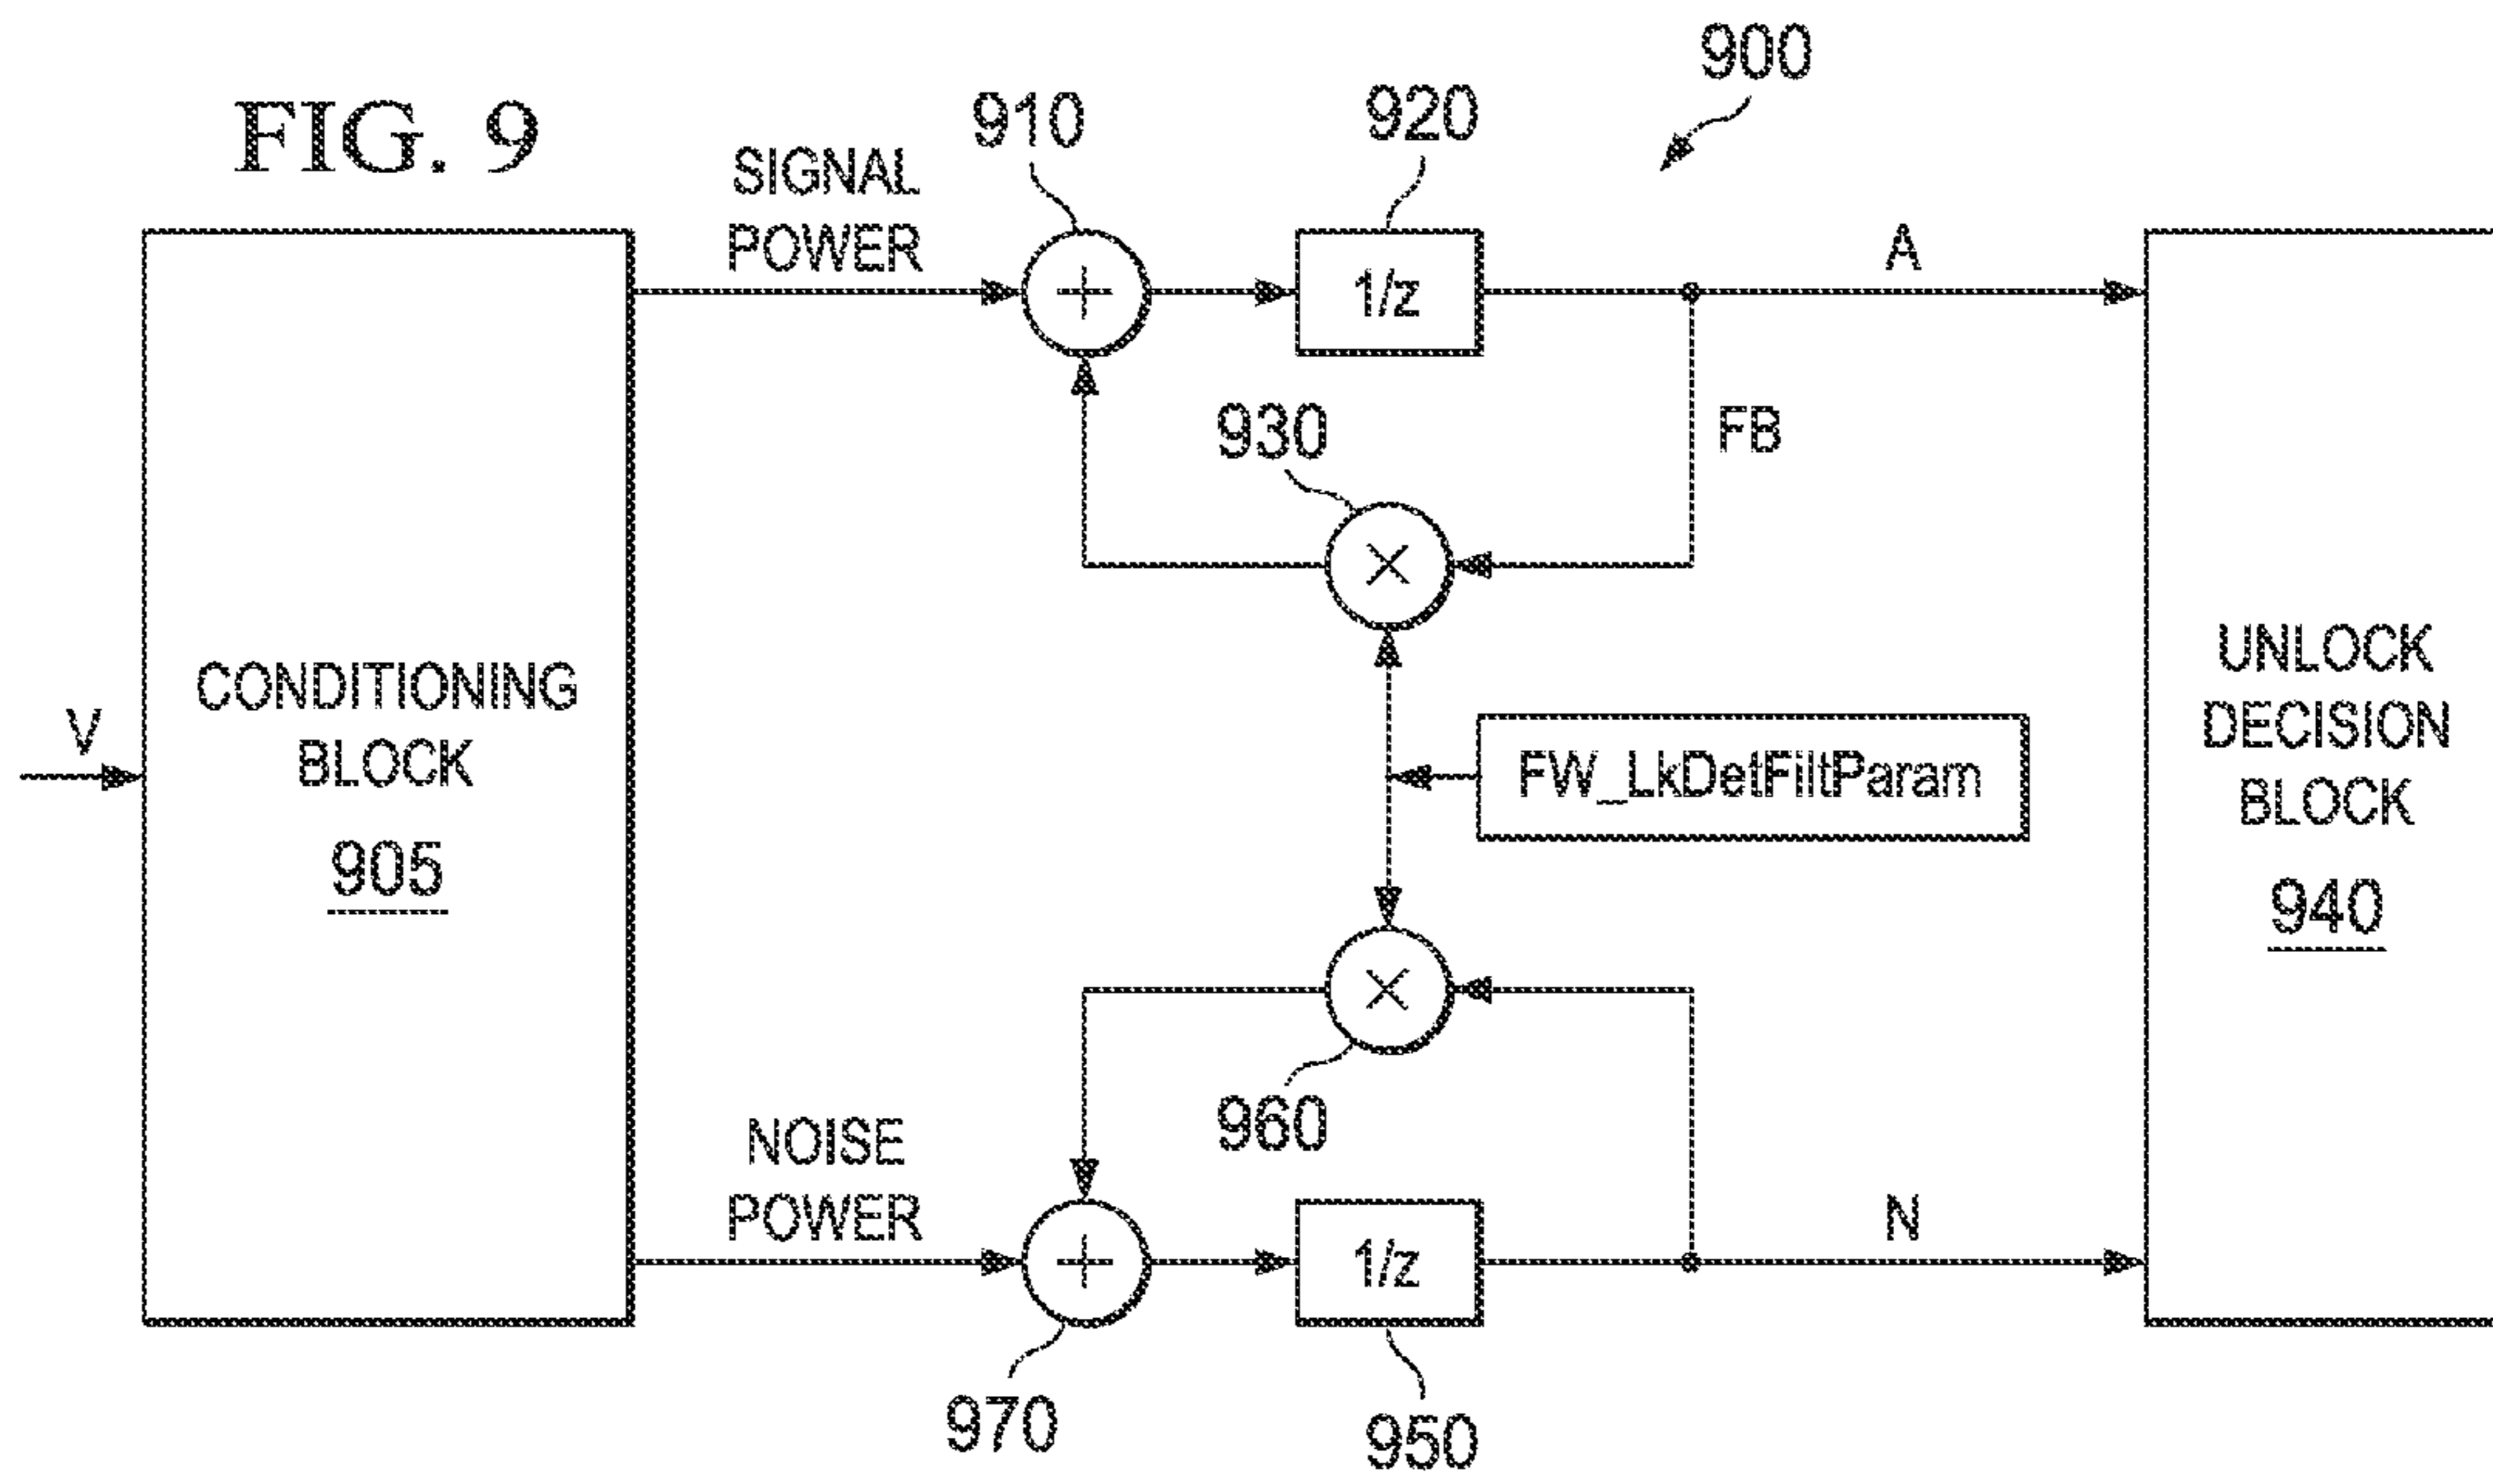 FIG. 9
900
910
920
SIGNAL
POWER
+
1/z
A
930
FB
×
V
CONDITIONING
BLOCK
905
FW_LkDetFiltParam
UNLOCK
DECISION
BLOCK
940
×
960
NOISE
POWER
+
1/z
N
970
950